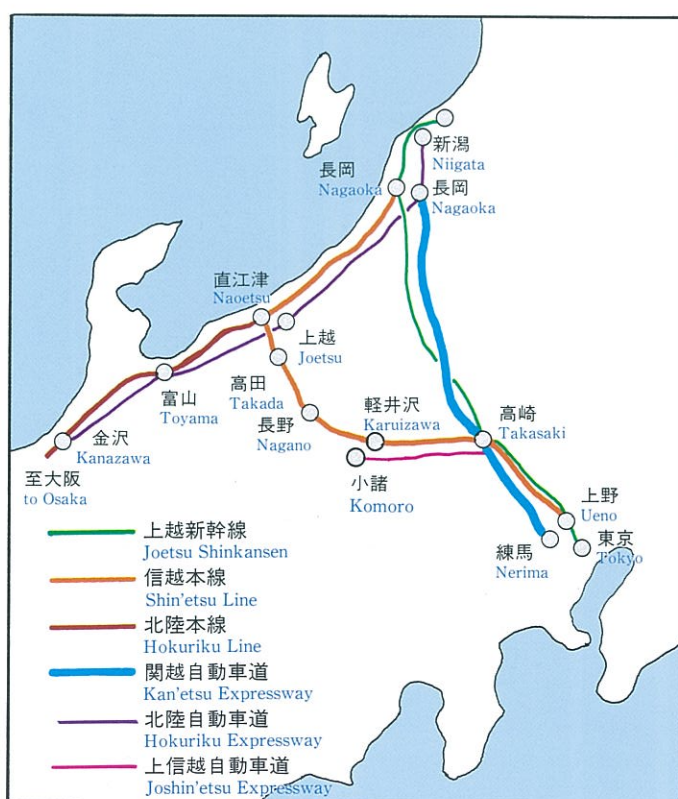 新潟
Niigata
長岡
Nagaoka
長岡
Nagaoka
直江津
Naoetsu
上越
Joetsu
高田
Takada
富山
Toyama
長野
Nagano
軽井沢
Karuizawa
高崎
Takasaki
金沢
Kanazawa
小諸
Komoro
至大阪
to Osaka
上野
Ueno
練馬
Nerima
東京
Tokyo
上越新幹線
Joetsu Shinkansen
信越本線
Shin'etsu Line
北陸本線
Hokuriku Line
関越自動車道
Kan'etsu Expressway
北陸自動車道
Hokuriku Expressway
上信越自動車道
Joshin'etsu Expressway